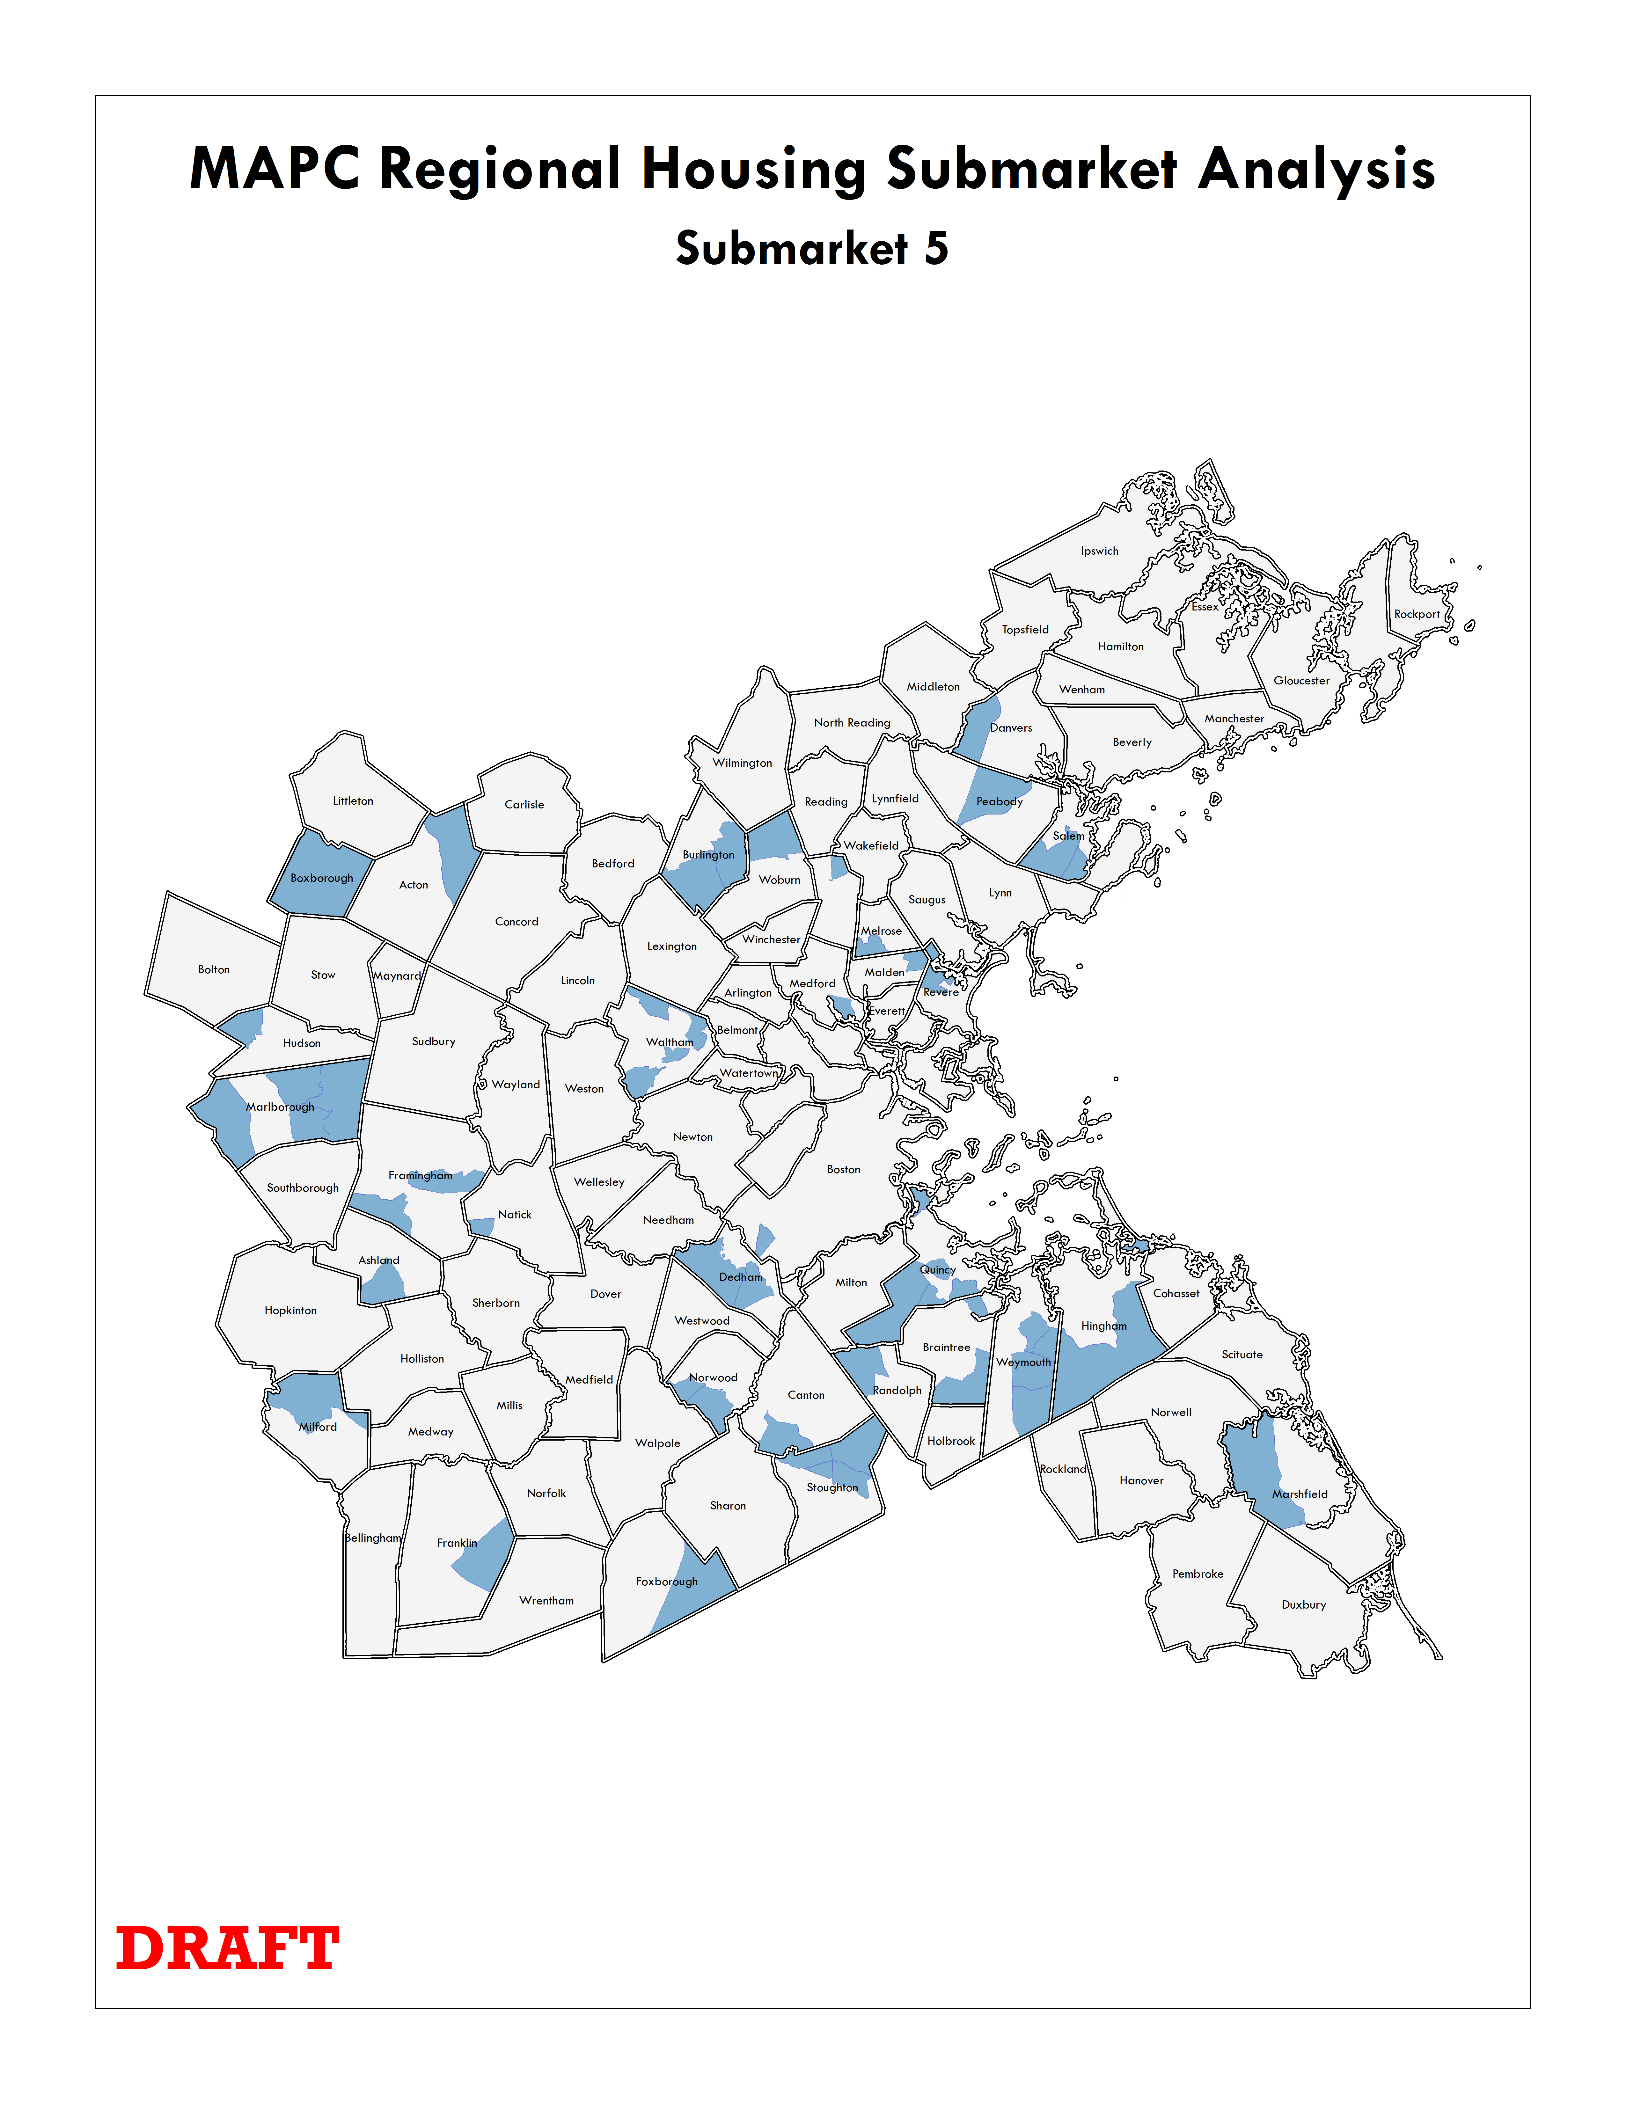 MAPC Regional Housing Submarket Analysis
Submarket 5
Ipswich
Essex
Rockport
Topsfield
Hamilton
Gloucester
Middleton
Wenham
Manchester
North Reading
Danvers
Beverly
Wilmington
Littleton
Carlisle
Reading
Lynnfield
Peabody
Salem
Wakefield
Burlington
Bedford
Boxborough
Acton
Woburn
Lynn
Saugus
Concord
Melrose
Winchester
Lexington
Bolton
Stow
Maynard
Lincoln
Malden
Medford
Arlington
Revere
Everett
Belmont
Hudson
Sudbury
Waltham
Watertown
Wayland
Weston
Marlborough
Newton
Boston
Framingham
Wellesley
Southborough
Natick
Needham
Ashland
Quincy
Dedham
Milton
Dover
Cohasset
Sherborn
Hopkinton
Westwood
Hingham
Braintree
Scituate
Holliston
Weymouth
Norwood
Medfield
Randolph
Canton
Millis
Norwell
Milford
Medway
Walpole
Holbrook
Rockland
Hanover
Stoughton
Norfolk
Marshfield
Sharon
Bellingham
Franklin
Pembroke
Foxborough
Wrentham
Duxbury
DRAFT